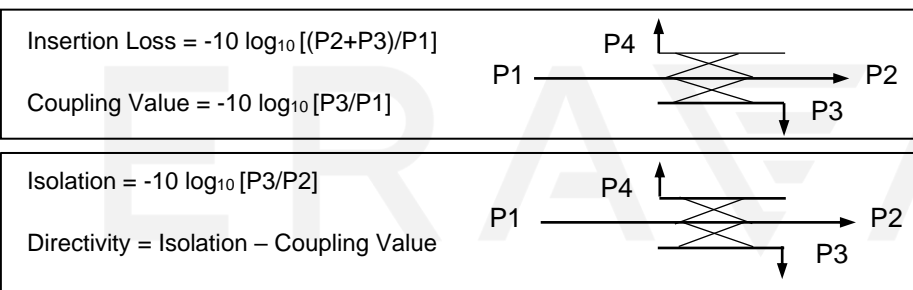 Insertion Loss = -10 log₁₀ [(P2+P3)/P1]
P4
P1
P2
Coupling Value = -10 log₁₀ [P3/P1]
P3
Isolation = -10 log₁₀ [P3/P2]
P4
P1
P2
Directivity = Isolation – Coupling Value
P3